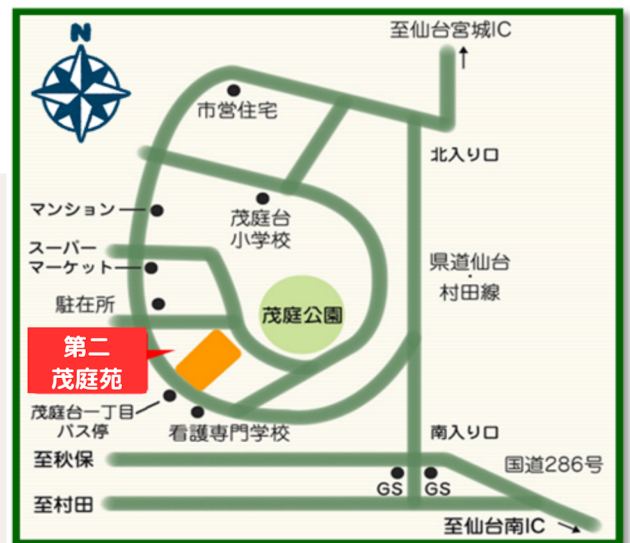 N
至仙台宮城IC
市営住宅
北入り口
マンション
茂庭台
小学校
スーパー
マーケット
県道仙台
・
村田線
駐在所
茂庭公園
第二
茂庭苑
茂庭台一丁目
バス停
看護専門学校
南入り口
至秋保
国道286号
GS
GS
至村田
至仙台南IC